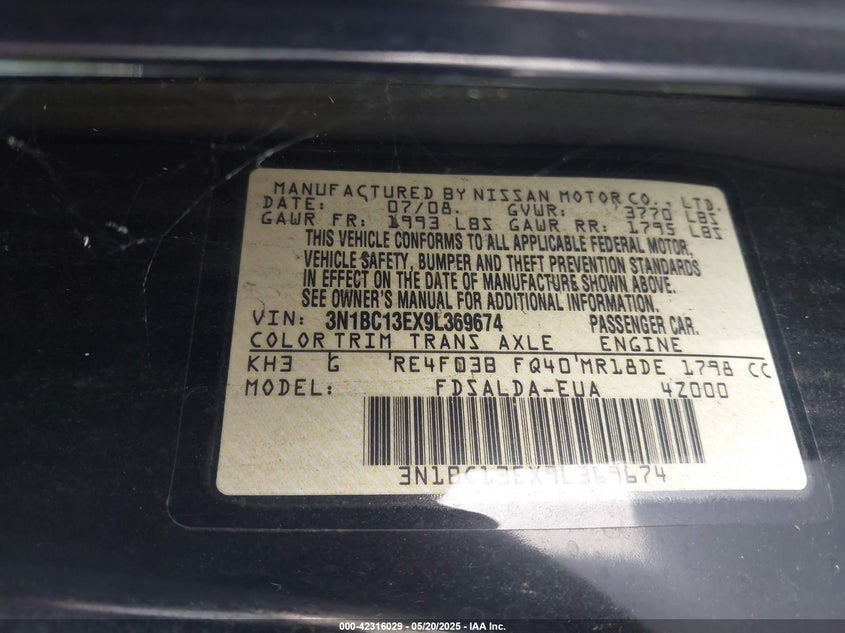 MANUFACTURED BY NISSAN MOTOR CO., LTD.
DATE: 07/08. GVWR: 3770 LBS
GAWR FR: 1993 LBS GAWR RR: 1795 LBS
THIS VEHICLE CONFORMS TO ALL APPLICABLE FEDERAL MOTOR,
VEHICLE SAFETY, BUMPER AND THEFT PREVENTION STANDARDS
IN EFFECT ON THE DATE OF MANUFACTURE SHOWN ABOVE.
SEE OWNER'S MANUAL FOR ADDITIONAL INFORMATION.
VIN: 3N1BC13EX9L369674 PASSENGER CAR.
COLOR TRIM TRANS AXLE ENGINE
KH3 G RE4F03B FQ40 MR18DE 1798 CC
MODEL: FDSALDA-EUA 4Z000
3N1BC13EX9L369674
000-42316029 — 05/20/2025 — IAA Inc.